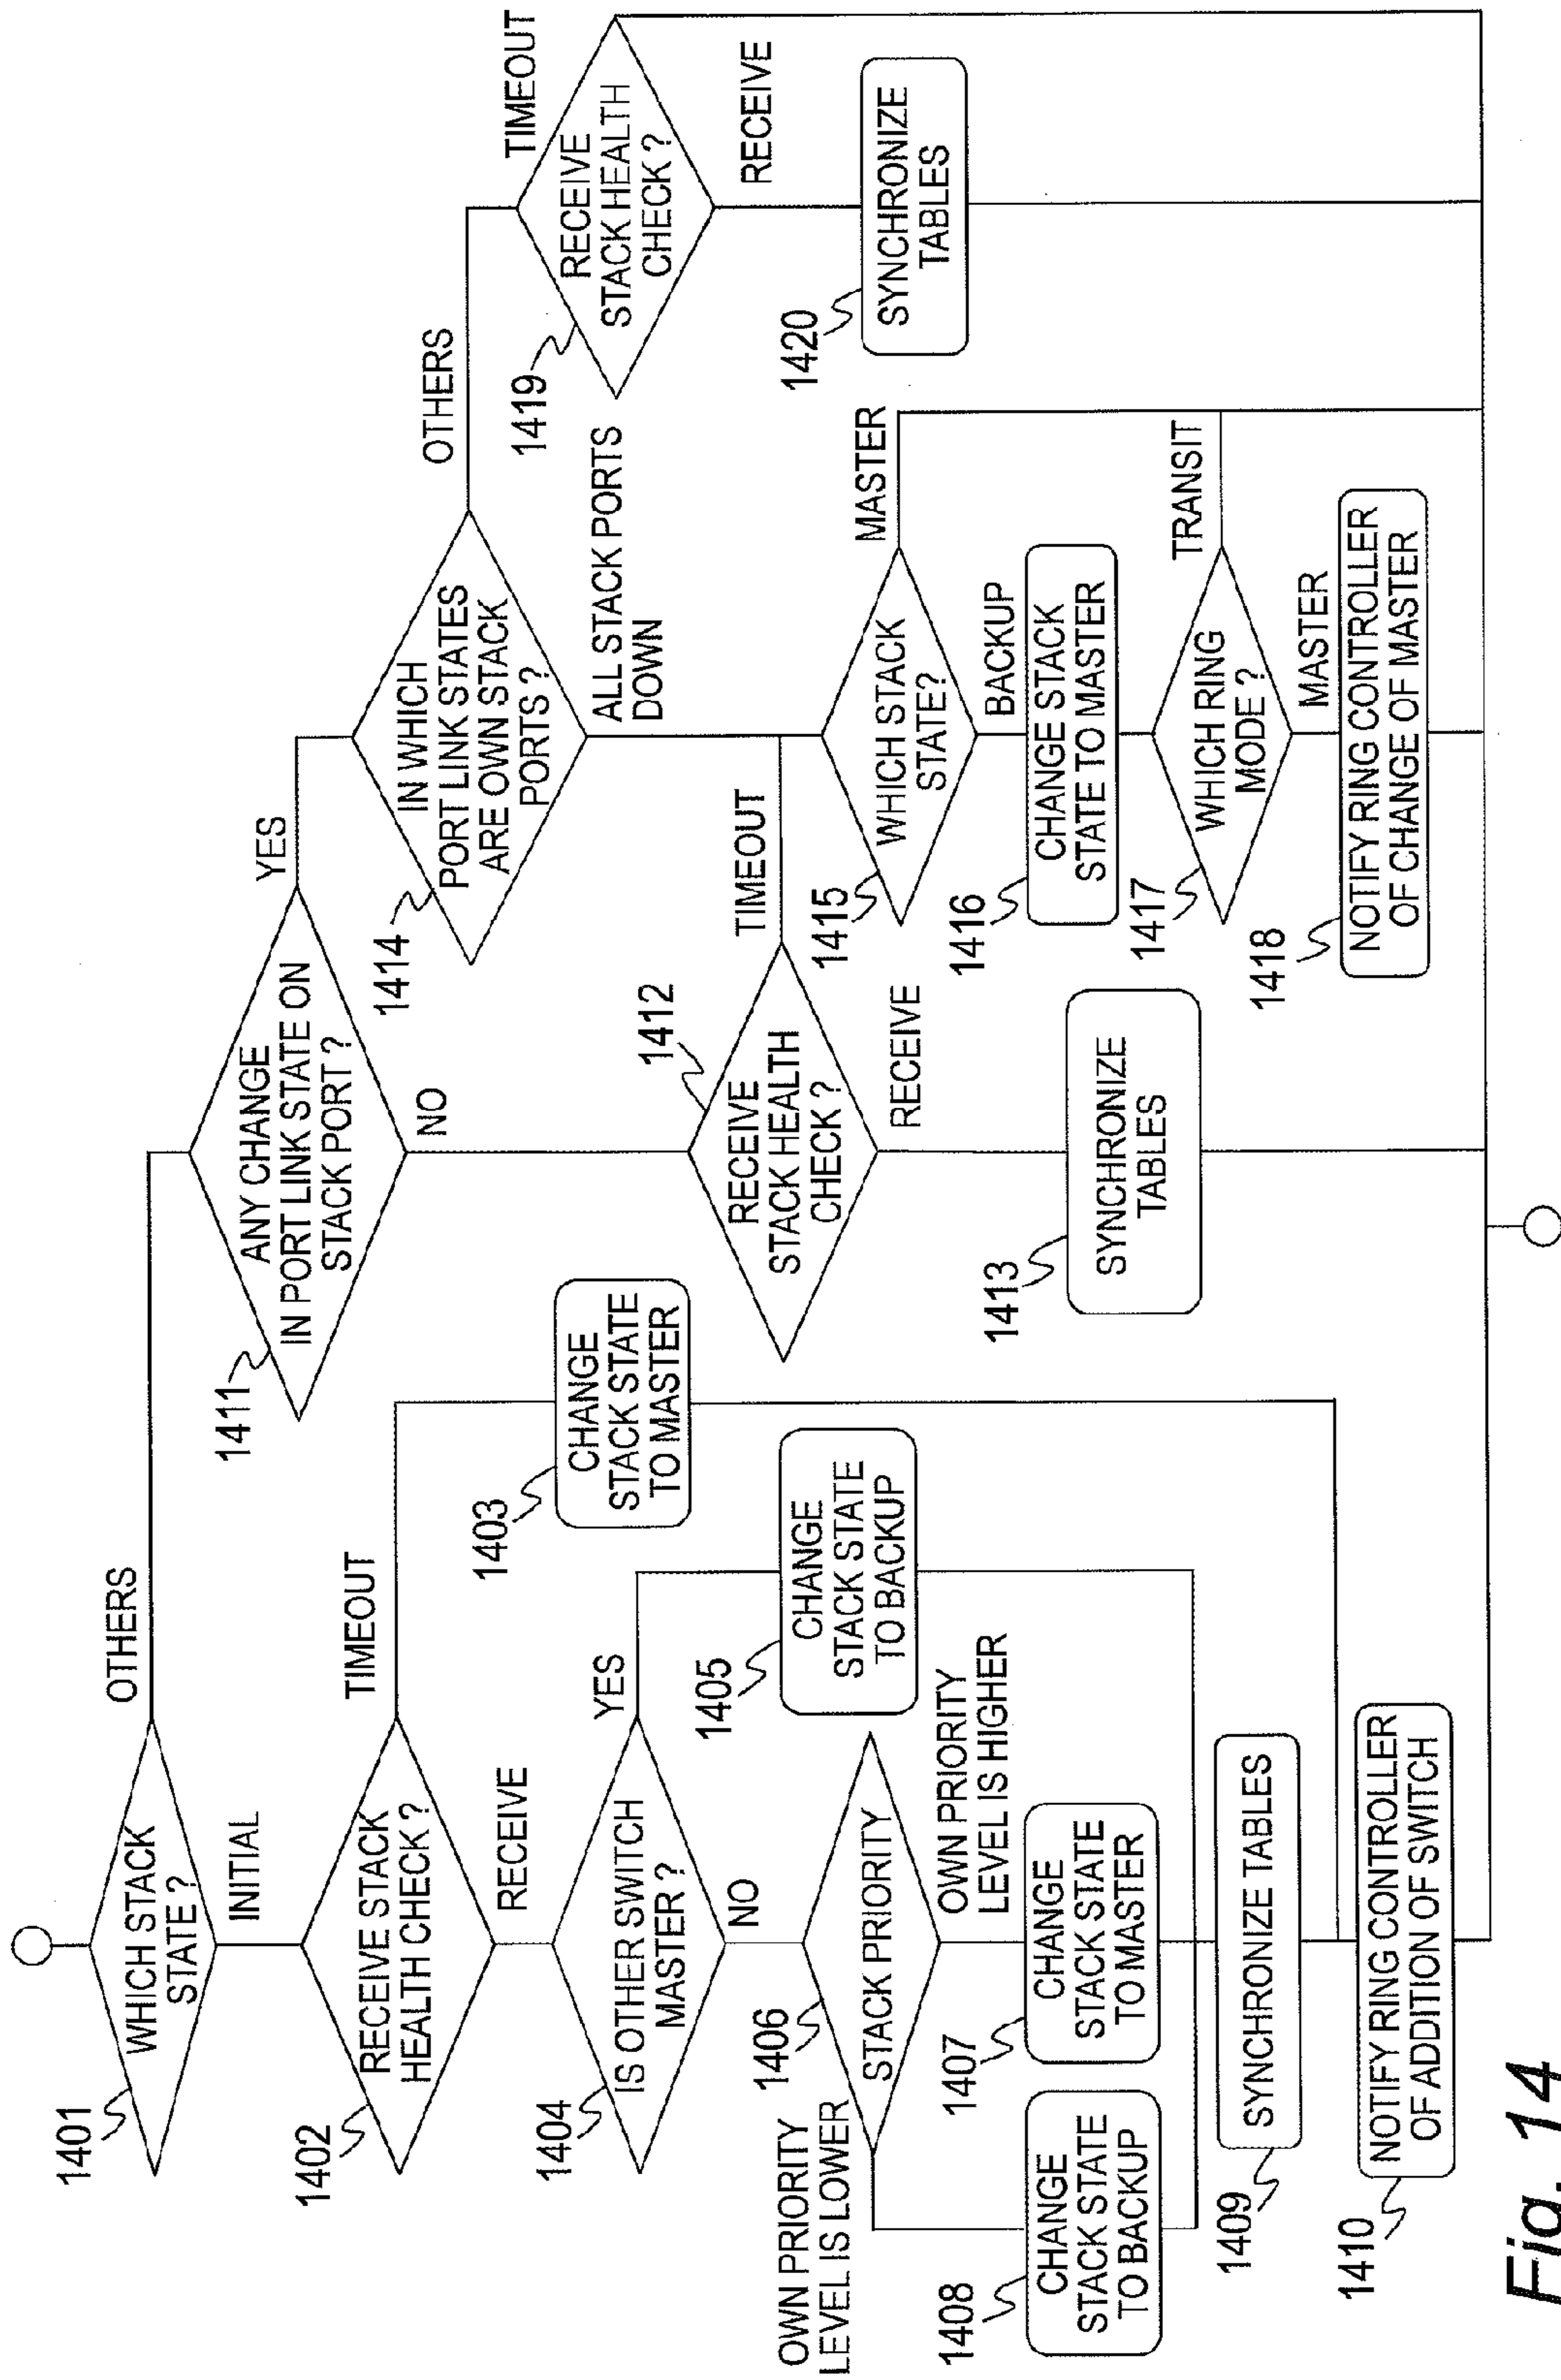 1401
WHICH STACK
STATE ?
OTHERS
INITIAL
1402
RECEIVE STACK
HEALTH CHECK ?
TIMEOUT
RECEIVE
1403
CHANGE
STACK STATE
TO MASTER
1404
IS OTHER SWITCH
MASTER ?
YES
NO
1405
CHANGE
STACK STATE
TO BACKUP
1406
STACK PRIORITY
OWN PRIORITY
LEVEL IS LOWER
OWN PRIORITY
LEVEL IS HIGHER
1407
CHANGE
STACK STATE
TO MASTER
1408
CHANGE
STACK STATE
TO BACKUP
1409
SYNCHRONIZE TABLES
1410
NOTIFY RING CONTROLLER
OF ADDITION OF SWITCH
1411
ANY CHANGE
IN PORT LINK STATE ON
STACK PORT ?
YES
NO
1412
RECEIVE
STACK HEALTH
CHECK ?
TIMEOUT
RECEIVE
1413
SYNCHRONIZE
TABLES
1414
IN WHICH
PORT LINK STATES
ARE OWN STACK
PORTS ?
OTHERS
ALL STACK PORTS
DOWN
1415
WHICH STACK
STATE?
MASTER
BACKUP
1416
CHANGE STACK
STATE TO MASTER
1417
WHICH RING
MODE ?
TRANSIT
MASTER
1418
NOTIFY RING CONTROLLER
OF CHANGE OF MASTER
1419
RECEIVE
STACK HEALTH
CHECK ?
TIMEOUT
RECEIVE
1420
SYNCHRONIZE
TABLES
Fig. 14